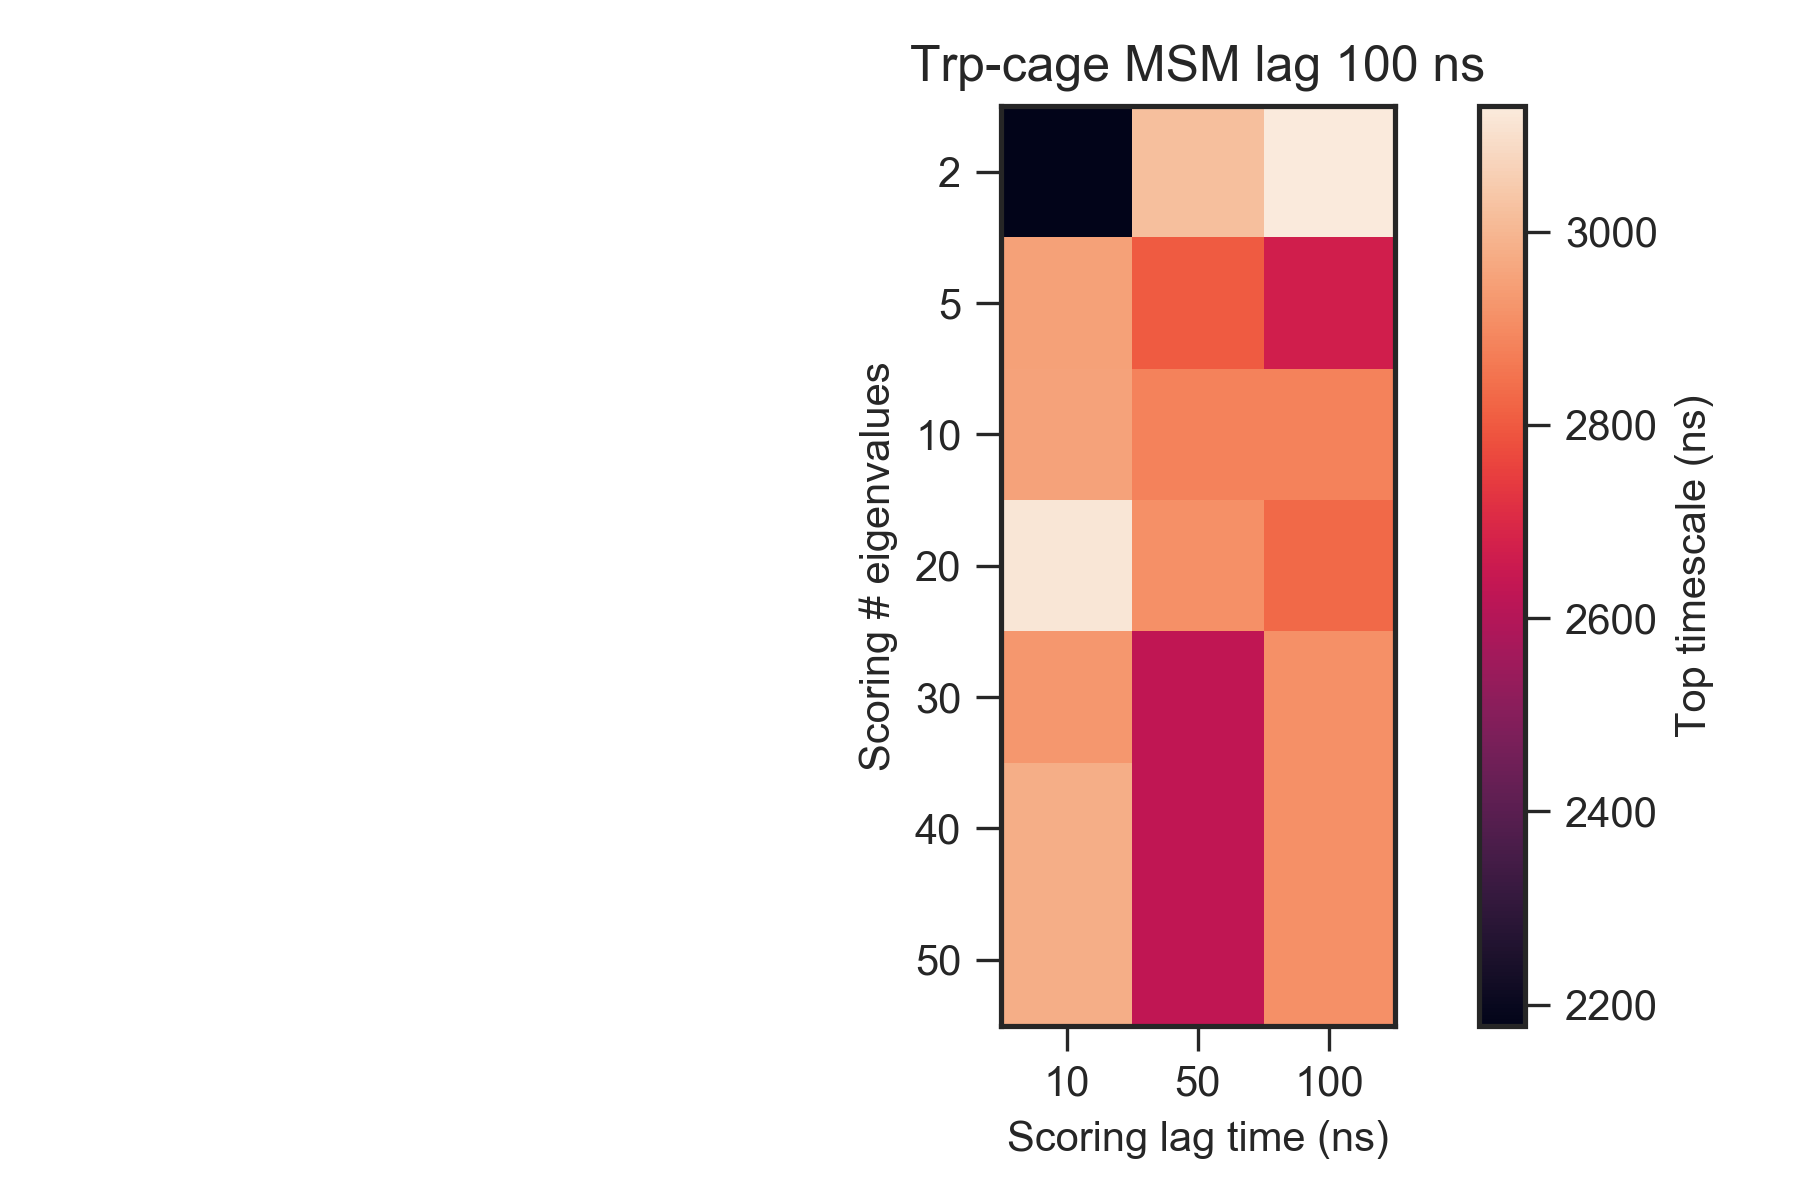 Trp-cage MSM lag 100 ns
Scoring # eigenvalues
2
5
10
20
30
40
50
10 50 100
Scoring lag time (ns)
3000
2800
2600
2400
2200
Top timescale (ns)